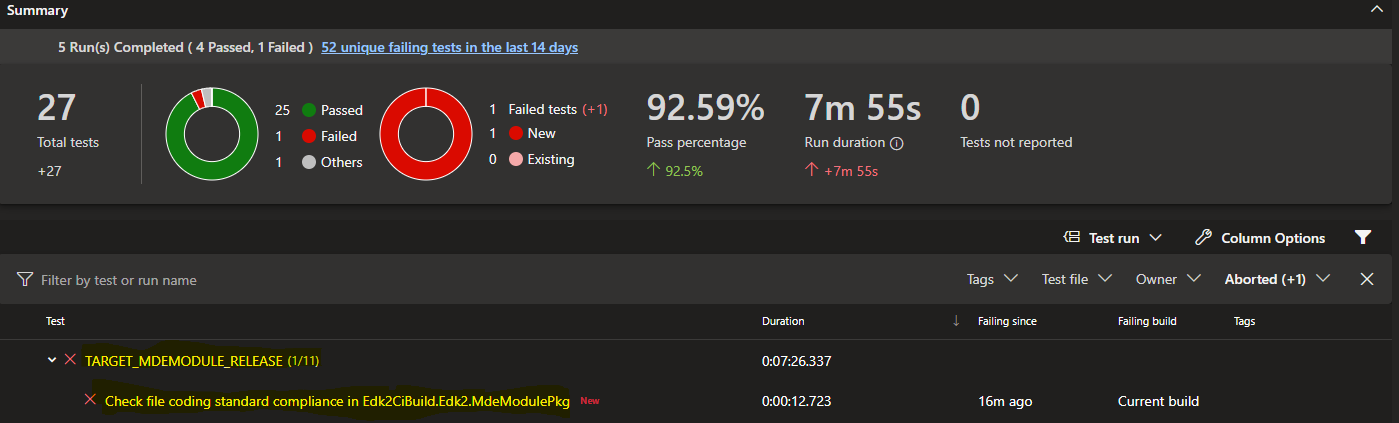 Summary
5 Run(s) Completed ( 4 Passed, 1 Failed ) 52 unique failing tests in the last 14 days
27
Total tests
+27
25 Passed
1 Failed
1 Others
1 Failed tests (+1)
1 New
0 Existing
92.59%
Pass percentage
92.5%
7m 55s
Run duration
+7m 55s
0
Tests not reported
Test run Column Options
Filter by test or run name Tags Test file Owner Aborted (+1)
Test Duration Failing since Failing build Tags
TARGET_MDEMODULE_RELEASE (1/11) 0:07:26.337
Check file coding standard compliance in Edk2CiBuild.Edk2.MdeModulePkg New 0:00:12.723 16m ago Current build